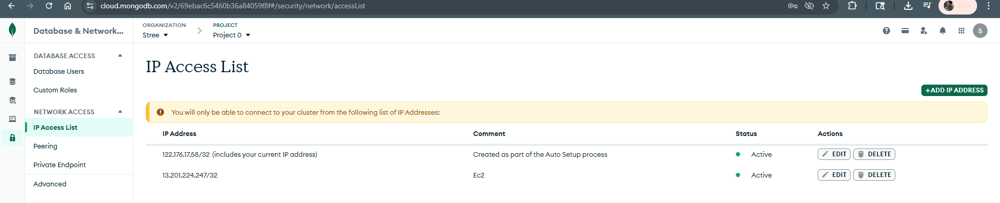 cloud.mongodb.com/v2/69ebac6c5460b36a84059f8f#/security/network/accessList
Error
Database & Network...
ORGANIZATION
Stree
PROJECT
Project 0
S
DATABASE ACCESS
Database Users
Custom Roles
NETWORK ACCESS
IP Access List
Peering
Private Endpoint
Advanced
IP Access List
+ADD IP ADDRESS
You will only be able to connect to your cluster from the following list of IP Addresses:
IP Address Comment Status Actions
122.176.17.58/32 (includes your current IP address) Created as part of the Auto Setup process Active EDIT DELETE
13.201.224.247/32 Ec2 Active EDIT DELETE